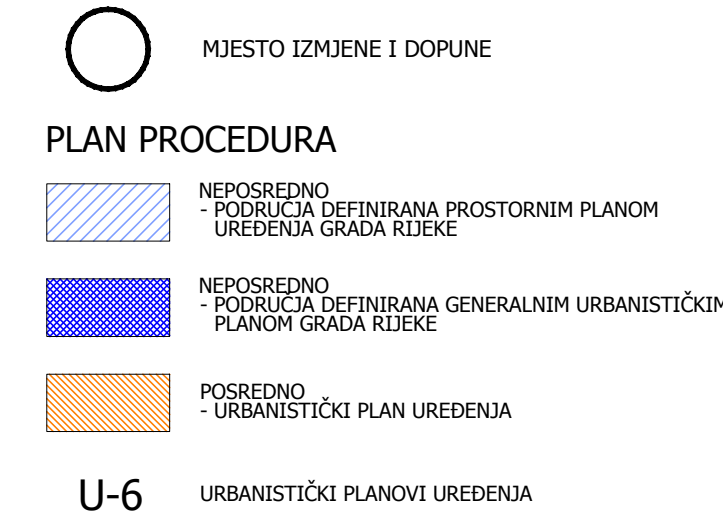 MJESTO IZMJENE I DOPUNE
PLAN PROCEDURA
NEPOSREDNO
- PODRUČJA DEFINIRANA PROSTORNIM PLANOM
UREĐENJA GRADA RIJEKE
NEPOSREDNO
- PODRUČJA DEFINIRANA GENERALNIM URBANISTIČKIM
PLANOM GRADA RIJEKE
POSREDNO
- URBANISTIČKI PLAN UREĐENJA
U-6 URBANISTIČKI PLANOVI UREĐENJA